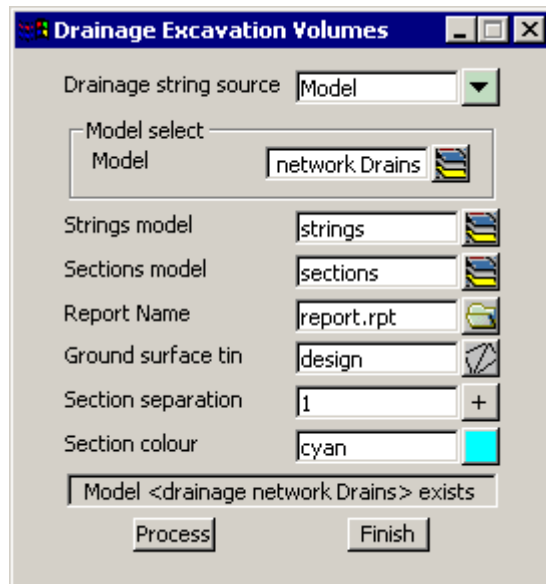 Drainage Excavation Volumes
Drainage string source Model
Model select
Model network Drains
Strings model strings
Sections model sections
Report Name report.rpt
Ground surface tin design
Section separation 1 +
Section colour cyan
Model <drainage network Drains> exists
Process Finish